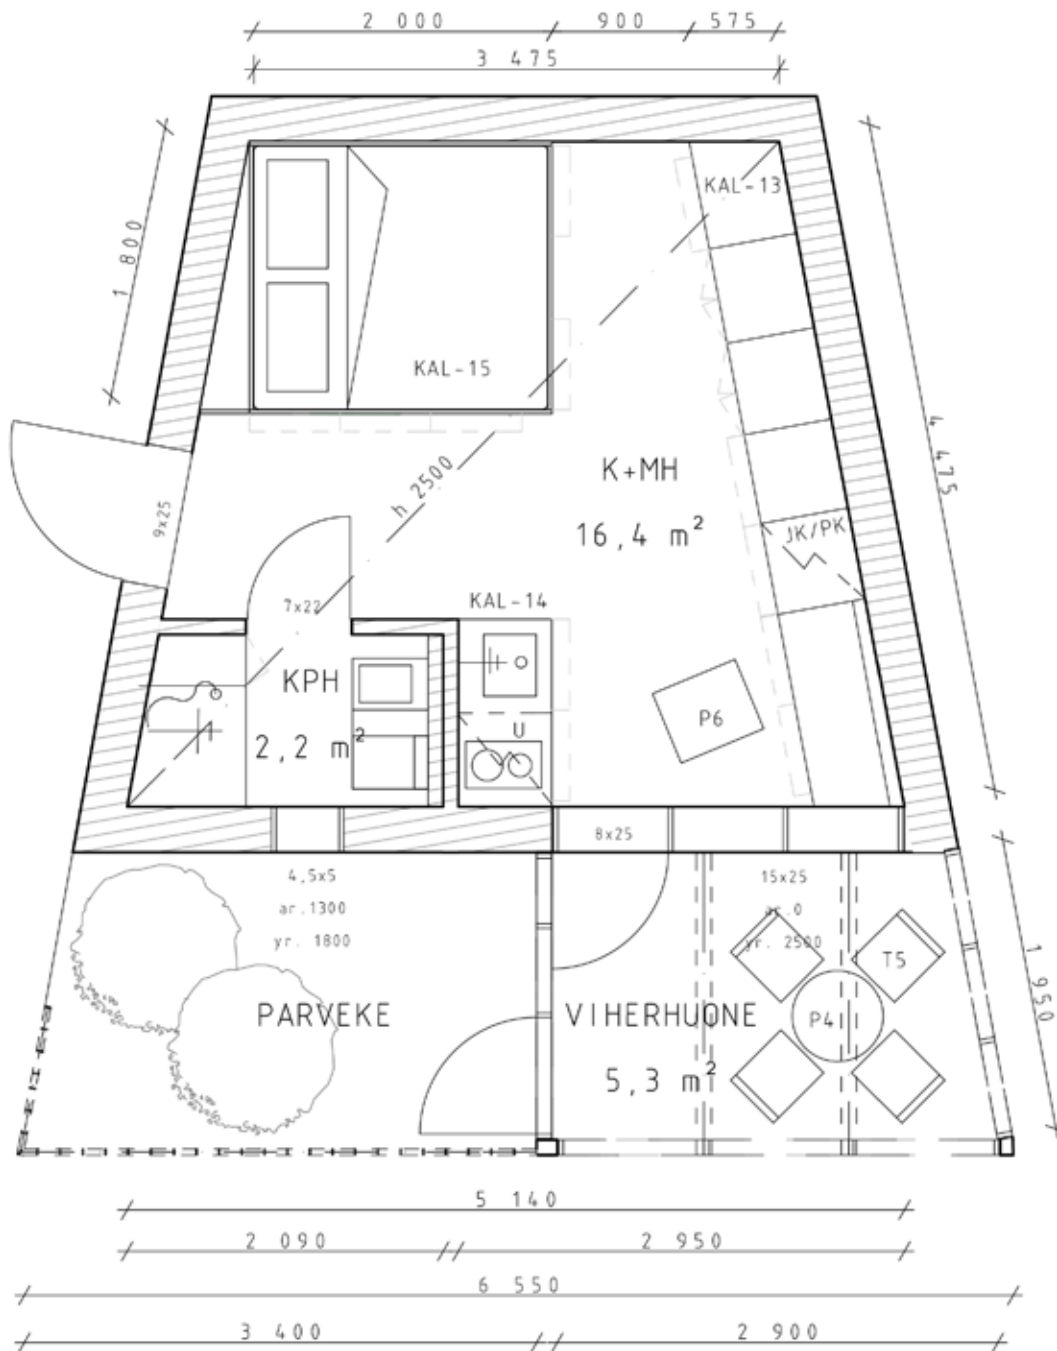 2 000
900
575
3 475
1 800
KAL-13
KAL-15
4 475
K+MH
h 2500
9x25
16,4 m²
JK/PK
KAL-14
7x22
KPH
P6
2,2 m²
U
8x25
4,5x5
15x25
ar.1300
ar.0
yr. 1800
yr. 2500
T5
1 950
PARVEKE
VIHERHUONE
P4
5,3 m²
5 140
2 090
2 950
6 550
3 400
2 900